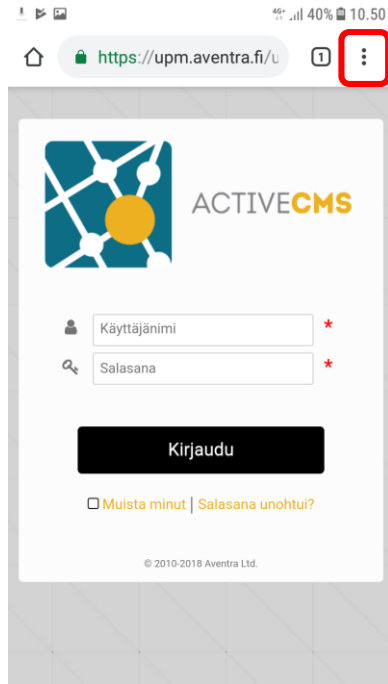 4G+ 40% 10.50
https://upm.aventra.fi/u 1
ACTIVECMS
Käyttäjänimi *
Salasana *
Kirjaudu
Muista minut | Salasana unohtui?
© 2010-2018 Aventra Ltd.